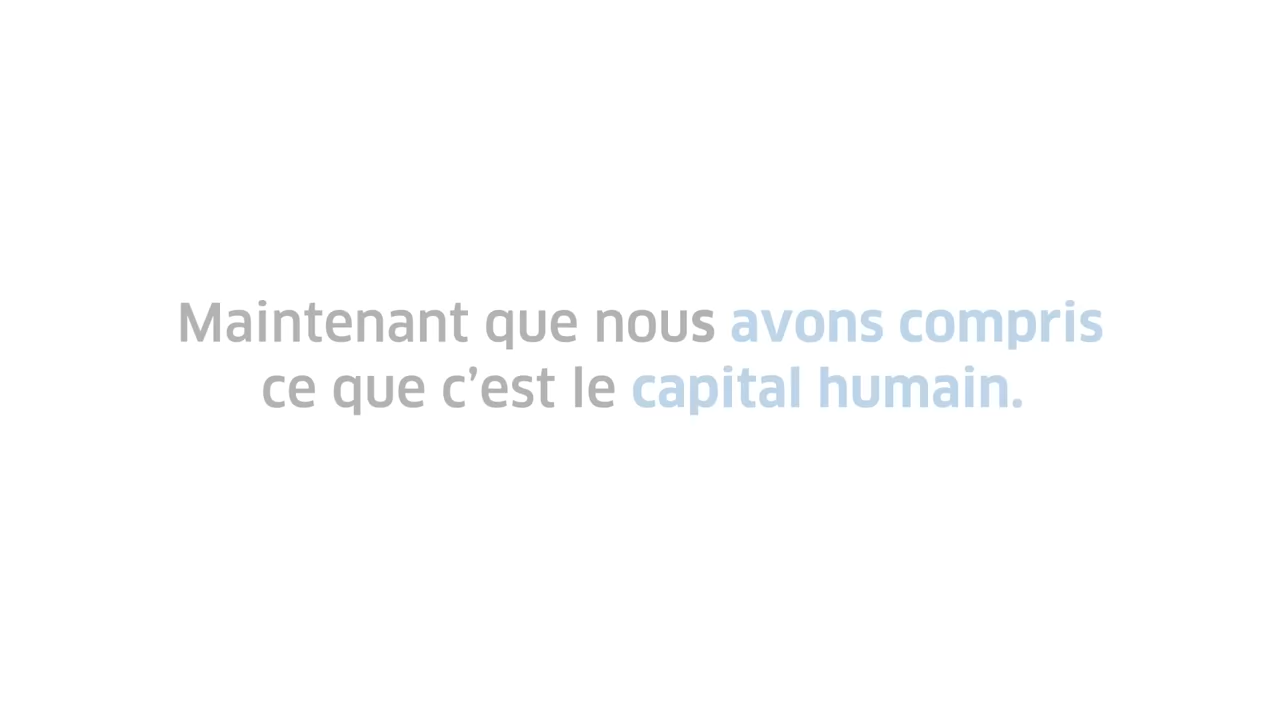 Maintenant que nous avons compris
ce que c’est le capital humain.